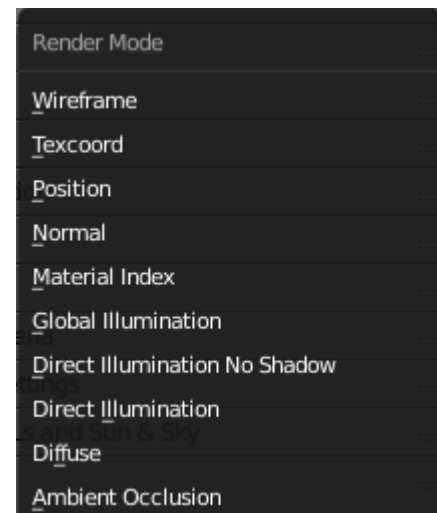 Render Mode
Wireframe
Texcoord
Position
Normal
Material Index
Global Illumination
Direct Illumination No Shadow
Direct Illumination
Diffuse
Ambient Occlusion